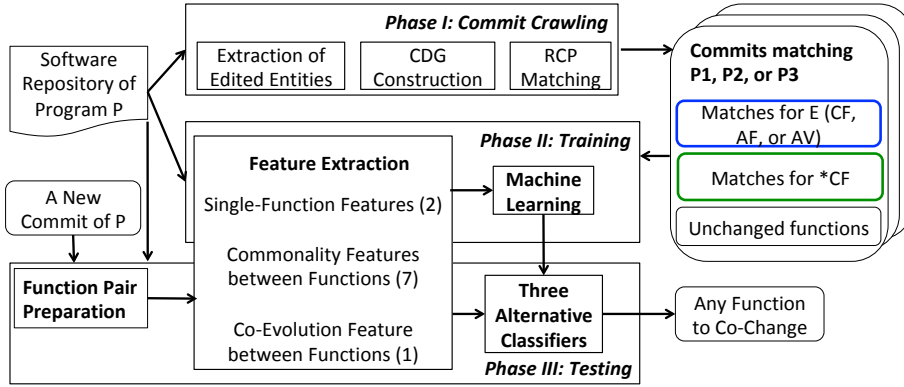 Phase I: Commit Crawling
Software
Repository of
Program P
Extraction of
Edited Entities
CDG
Construction
RCP
Matching
Commits matching
P1, P2, or P3
Matches for E (CF,
AF, or AV)
Matches for *CF
Unchanged functions
Phase II: Training
Feature Extraction
Single-Function Features (2)
Commonality Features
between Functions (7)
Co-Evolution Feature
between Functions (1)
Machine
Learning
A New
Commit of P
Function Pair
Preparation
Three
Alternative
Classifiers
Phase III: Testing
Any Function
to Co-Change